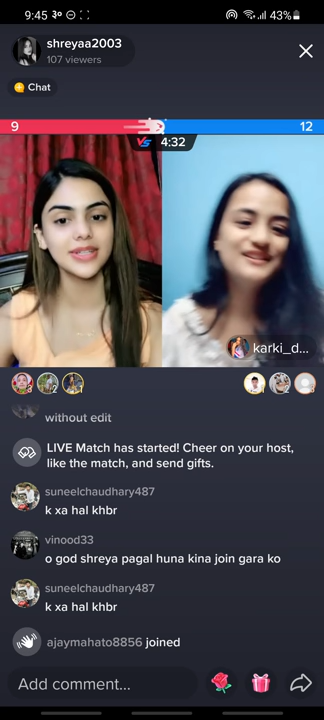 9:45
43%
shreyaa2003
107 viewers
Chat
9
12
VS 4:32
karki_d...
without edit
LIVE Match has started! Cheer on your host,
like the match, and send gifts.
suneelchaudhary487
k xa hal khbr
vinood33
o god shreya pagal huna kina join gara ko
suneelchaudhary487
k xa hal khbr
ajaymahato8856 joined
Add comment...